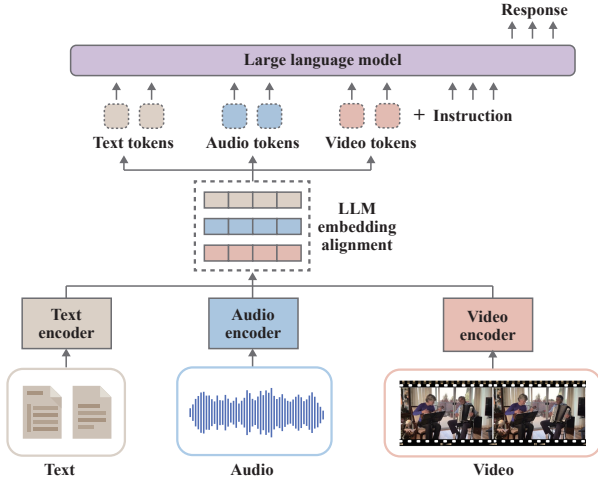 Response
Large language model
Text tokens
Audio tokens
Video tokens
+ Instruction
LLM
embedding
alignment
Text
encoder
Audio
encoder
Video
encoder
Text
Audio
Video